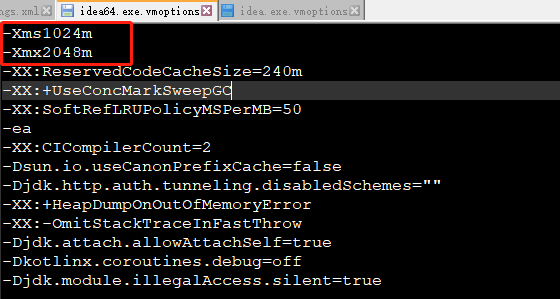 ngs.xml
idea64.exe.vmoptions
idea.exe.vmoptions
-Xms1024m
-Xmx2048m
-XX:ReservedCodeCacheSize=240m
-XX:+UseConcMarkSweepGC
-XX:SoftRefLRUPolicyMSPerMB=50
-ea
-XX:CICompilerCount=2
-Dsun.io.useCanonPrefixCache=false
-Djdk.http.auth.tunneling.disabledSchemes=""
-XX:+HeapDumpOnOutOfMemoryError
-XX:-OmitStackTraceInFastThrow
-Djdk.attach.allowAttachSelf=true
-Dkotlinx.coroutines.debug=off
-Djdk.module.illegalAccess.silent=true